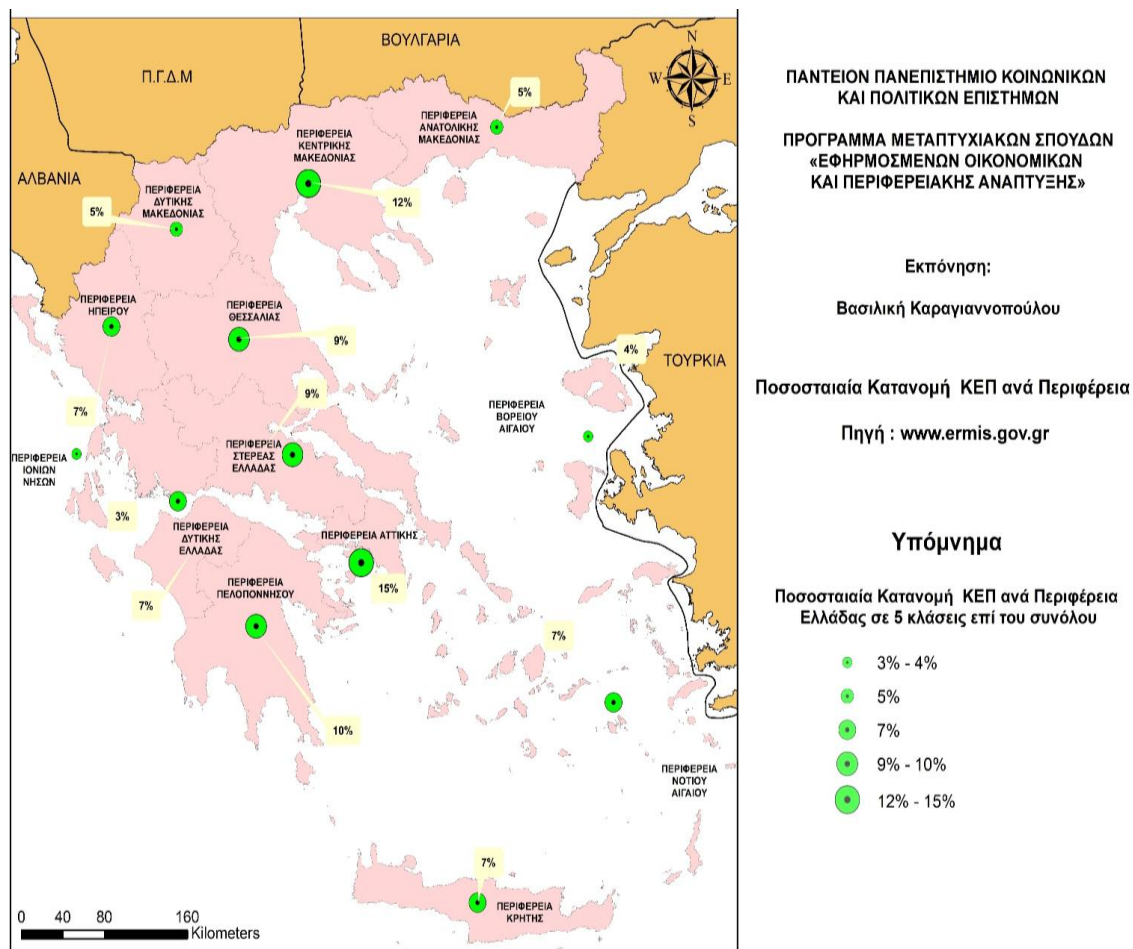 ΒΟΥΛΓΑΡΙΑ
Π.Γ.Δ.Μ
ΑΛΒΑΝΙΑ
ΤΟΥΡΚΙΑ
N
W
E
S
5%
ΠΕΡΙΦΕΡΕΙΑ
ΑΝΑΤΟΛΙΚΗΣ
ΜΑΚΕΔΟΝΙΑΣ
ΠΕΡΙΦΕΡΕΙΑ
ΚΕΝΤΡΙΚΗΣ
ΜΑΚΕΔΟΝΙΑΣ
12%
ΠΕΡΙΦΕΡΕΙΑ
ΔΥΤΙΚΗΣ
ΜΑΚΕΔΟΝΙΑΣ
5%
ΠΕΡΙΦΕΡΕΙΑ
ΗΠΕΙΡΟΥ
7%
ΠΕΡΙΦΕΡΕΙΑ
ΘΕΣΣΑΛΙΑΣ
9%
9%
ΠΕΡΙΦΕΡΕΙΑ
ΣΤΕΡΕΑΣ
ΕΛΛΑΔΑΣ
4%
ΠΕΡΙΦΕΡΕΙΑ
ΒΟΡΕΙΟΥ
ΑΙΓΑΙΟΥ
ΠΕΡΙΦΕΡΕΙΑ
ΙΟΝΙΩΝ
ΝΗΣΩΝ
3%
ΠΕΡΙΦΕΡΕΙΑ
ΔΥΤΙΚΗΣ
ΕΛΛΑΔΑΣ
7%
ΠΕΡΙΦΕΡΕΙΑ ΑΤΤΙΚΗΣ
15%
ΠΕΡΙΦΕΡΕΙΑ
ΠΕΛΟΠΟΝΝΗΣΟΥ
10%
7%
ΠΕΡΙΦΕΡΕΙΑ
ΝΟΤΙΟΥ
ΑΙΓΑΙΟΥ
7%
ΠΕΡΙΦΕΡΕΙΑ
ΚΡΗΤΗΣ
0 40 80 160
Kilometers
ΠΑΝΤΕΙΟΝ ΠΑΝΕΠΙΣΤΗΜΙΟ ΚΟΙΝΩΝΙΚΩΝ
ΚΑΙ ΠΟΛΙΤΙΚΩΝ ΕΠΙΣΤΗΜΩΝ
ΠΡΟΓΡΑΜΜΑ ΜΕΤΑΠΤΥΧΙΑΚΩΝ ΣΠΟΥΔΩΝ
«ΕΦΗΡΜΟΣΜΕΝΩΝ ΟΙΚΟΝΟΜΙΚΩΝ
ΚΑΙ ΠΕΡΙΦΕΡΕΙΑΚΗΣ ΑΝΑΠΤΥΞΗΣ»
Εκπόνηση:
Βασιλική Καραγιαννοπούλου
Ποσοσταιαία Κατανομή ΚΕΠ ανά Περιφέρεια
Πηγή : www.ermis.gov.gr
Υπόμνημα
Ποσοσταιαία Κατανομή ΚΕΠ ανά Περιφέρεια
Ελλάδας σε 5 κλάσεις επί του συνόλου
3% - 4%
5%
7%
9% - 10%
12% - 15%